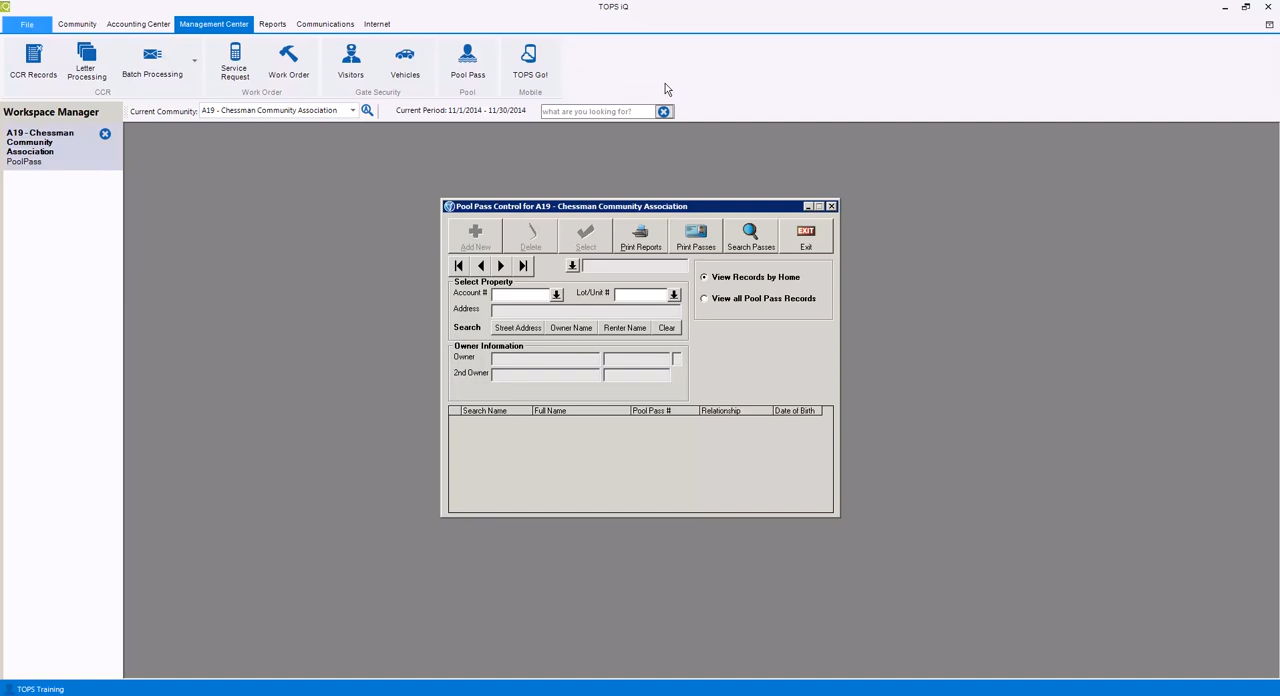 TOPS iQ
File Community Accounting Center Management Center Reports Communications Internet
CCR Records Letter Processing Batch Processing Service Request Work Order Visitors Vehicles Pool Pass TOPS Go!
CCR Work Order Gate Security Pool Mobile
Workspace Manager
Current Community: A19 - Chessman Community Association Current Period: 11/1/2014 - 11/30/2014 what are you looking for?
A19 - Chessman
Community
Association
PoolPass
Pool Pass Control for A19 - Chessman Community Association
Add New Delete Select Print Reports Print Passes Search Passes EXIT Exit
Select Property
Account # Lot/Unit #
Address
Search Street Address Owner Name Renter Name Clear
View Records by Home
View all Pool Pass Records
Owner Information
Owner
2nd Owner
Search Name Full Name Pool Pass # Relationship Date of Birth
TOPS Training